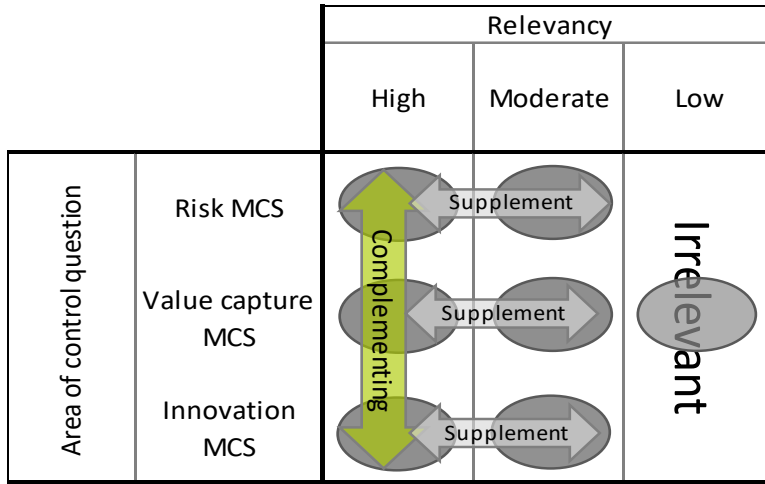 Relevancy
High
Moderate
Low
Area of control question
Risk MCS
Supplement
Complementing
Irrelevant
Value capture
MCS
Supplement
Innovation
MCS
Supplement